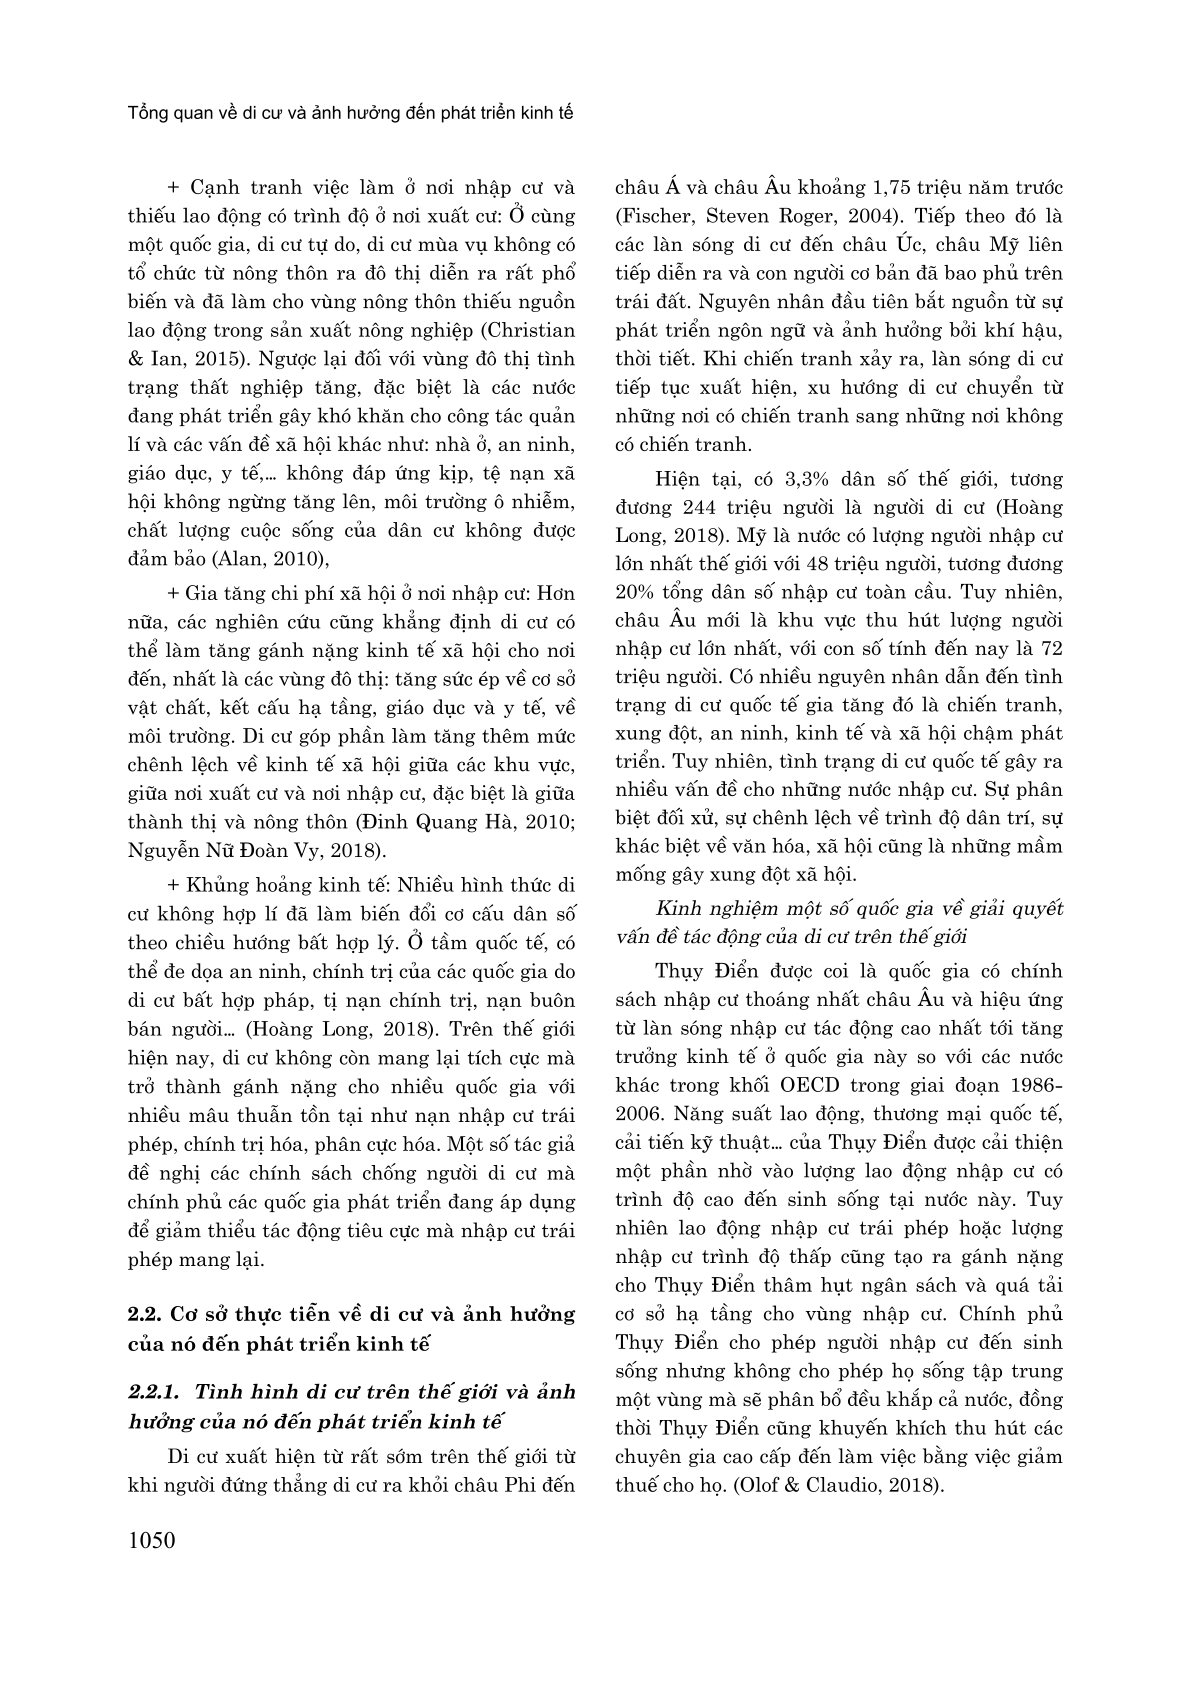 Tổng quan về di cư và ảnh hưởng đến phát triển kinh tế
+ Cạnh tranh việc làm ở nơi nhập cư và
thiếu lao động có trình độ ở nơi xuất cư: Ở cùng
một quốc gia, di cư tự do, di cư mùa vụ không có
tổ chức từ nông thôn ra đô thị diễn ra rất phổ
biến và đã làm cho vùng nông thôn thiếu nguồn
lao động trong sản xuất nông nghiệp (Christian
& Ian, 2015). Ngược lại đối với vùng đô thị tình
trạng thất nghiệp tăng, đặc biệt là các nước
đang phát triển gây khó khăn cho công tác quản
lí và các vấn đề xã hội khác như: nhà ở, an ninh,
giáo dục, y tế,… không đáp ứng kịp, tệ nạn xã
hội không ngừng tăng lên, môi trường ô nhiễm,
chất lượng cuộc sống của dân cư không được
đảm bảo (Alan, 2010),
+ Gia tăng chi phí xã hội ở nơi nhập cư: Hơn
nữa, các nghiên cứu cũng khẳng định di cư có
thể làm tăng gánh nặng kinh tế xã hội cho nơi
đến, nhất là các vùng đô thị: tăng sức ép về cơ sở
vật chất, kết cấu hạ tầng, giáo dục và y tế, về
môi trường. Di cư góp phần làm tăng thêm mức
chênh lệch về kinh tế xã hội giữa các khu vực,
giữa nơi xuất cư và nơi nhập cư, đặc biệt là giữa
thành thị và nông thôn (Đinh Quang Hà, 2010;
Nguyễn Nữ Đoàn Vy, 2018).
+ Khủng hoảng kinh tế: Nhiều hình thức di
cư không hợp lí đã làm biến đổi cơ cấu dân số
theo chiều hướng bất hợp lý. Ở tầm quốc tế, có
thể đe dọa an ninh, chính trị của các quốc gia do
di cư bất hợp pháp, tị nạn chính trị, nạn buôn
bán người… (Hoàng Long, 2018). Trên thế giới
hiện nay, di cư không còn mang lại tích cực mà
trở thành gánh nặng cho nhiều quốc gia với
nhiều mâu thuẫn tồn tại như nạn nhập cư trái
phép, chính trị hóa, phân cực hóa. Một số tác giả
đề nghị các chính sách chống người di cư mà
chính phủ các quốc gia phát triển đang áp dụng
để giảm thiểu tác động tiêu cực mà nhập cư trái
phép mang lại.
2.2. Cơ sở thực tiễn về di cư và ảnh hưởng
của nó đến phát triển kinh tế
2.2.1. Tình hình di cư trên thế giới và ảnh
hưởng của nó đến phát triển kinh tế
Di cư xuất hiện từ rất sớm trên thế giới từ
khi người đứng thẳng di cư ra khỏi châu Phi đến
châu Á và châu Âu khoảng 1,75 triệu năm trước
(Fischer, Steven Roger, 2004). Tiếp theo đó là
các làn sóng di cư đến châu Úc, châu Mỹ liên
tiếp diễn ra và con người cơ bản đã bao phủ trên
trái đất. Nguyên nhân đầu tiên bắt nguồn từ sự
phát triển ngôn ngữ và ảnh hưởng bởi khí hậu,
thời tiết. Khi chiến tranh xảy ra, làn sóng di cư
tiếp tục xuất hiện, xu hướng di cư chuyển từ
những nơi có chiến tranh sang những nơi không
có chiến tranh.
Hiện tại, có 3,3% dân số thế giới, tương
đương 244 triệu người là người di cư (Hoàng
Long, 2018). Mỹ là nước có lượng người nhập cư
lớn nhất thế giới với 48 triệu người, tương đương
20% tổng dân số nhập cư toàn cầu. Tuy nhiên,
châu Âu mới là khu vực thu hút lượng người
nhập cư lớn nhất, với con số tính đến nay là 72
triệu người. Có nhiều nguyên nhân dẫn đến tình
trạng di cư quốc tế gia tăng đó là chiến tranh,
xung đột, an ninh, kinh tế và xã hội chậm phát
triển. Tuy nhiên, tình trạng di cư quốc tế gây ra
nhiều vấn đề cho những nước nhập cư. Sự phân
biệt đối xử, sự chênh lệch về trình độ dân trí, sự
khác biệt về văn hóa, xã hội cũng là những mầm
mống gây xung đột xã hội.
Kinh nghiệm một số quốc gia về giải quyết
vấn đề tác động của di cư trên thế giới
Thụy Điển được coi là quốc gia có chính
sách nhập cư thoáng nhất châu Âu và hiệu ứng
từ làn sóng nhập cư tác động cao nhất tới tăng
trưởng kinh tế ở quốc gia này so với các nước
khác trong khối OECD trong giai đoạn 1986-
2006. Năng suất lao động, thương mại quốc tế,
cải tiến kỹ thuật… của Thụy Điển được cải thiện
một phần nhờ vào lượng lao động nhập cư có
trình độ cao đến sinh sống tại nước này. Tuy
nhiên lao động nhập cư trái phép hoặc lượng
nhập cư trình độ thấp cũng tạo ra gánh nặng
cho Thụy Điển thâm hụt ngân sách và quá tải
cơ sở hạ tầng cho vùng nhập cư. Chính phủ
Thụy Điển cho phép người nhập cư đến sinh
sống nhưng không cho phép họ sống tập trung
một vùng mà sẽ phân bổ đều khắp cả nước, đồng
thời Thụy Điển cũng khuyến khích thu hút các
chuyên gia cao cấp đến làm việc bằng việc giảm
thuế cho họ. (Olof & Claudio, 2018).
1050